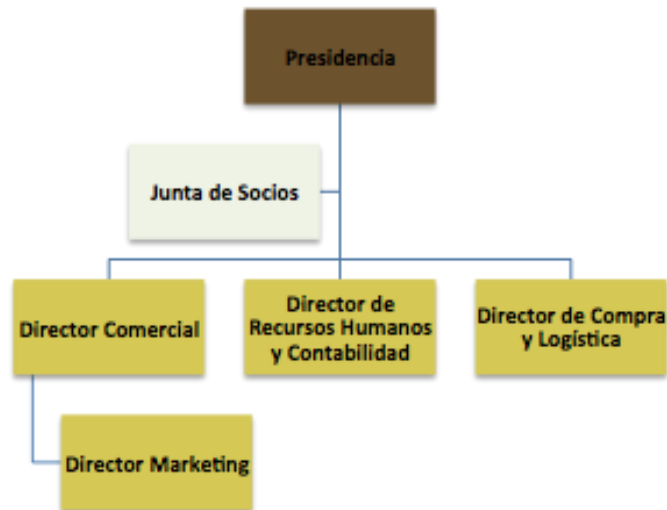 Presidencia
Junta de Socios
Director Comercial
Director de
Recursos Humanos
y Contabilidad
Director de Compra
y Logística
Director Marketing